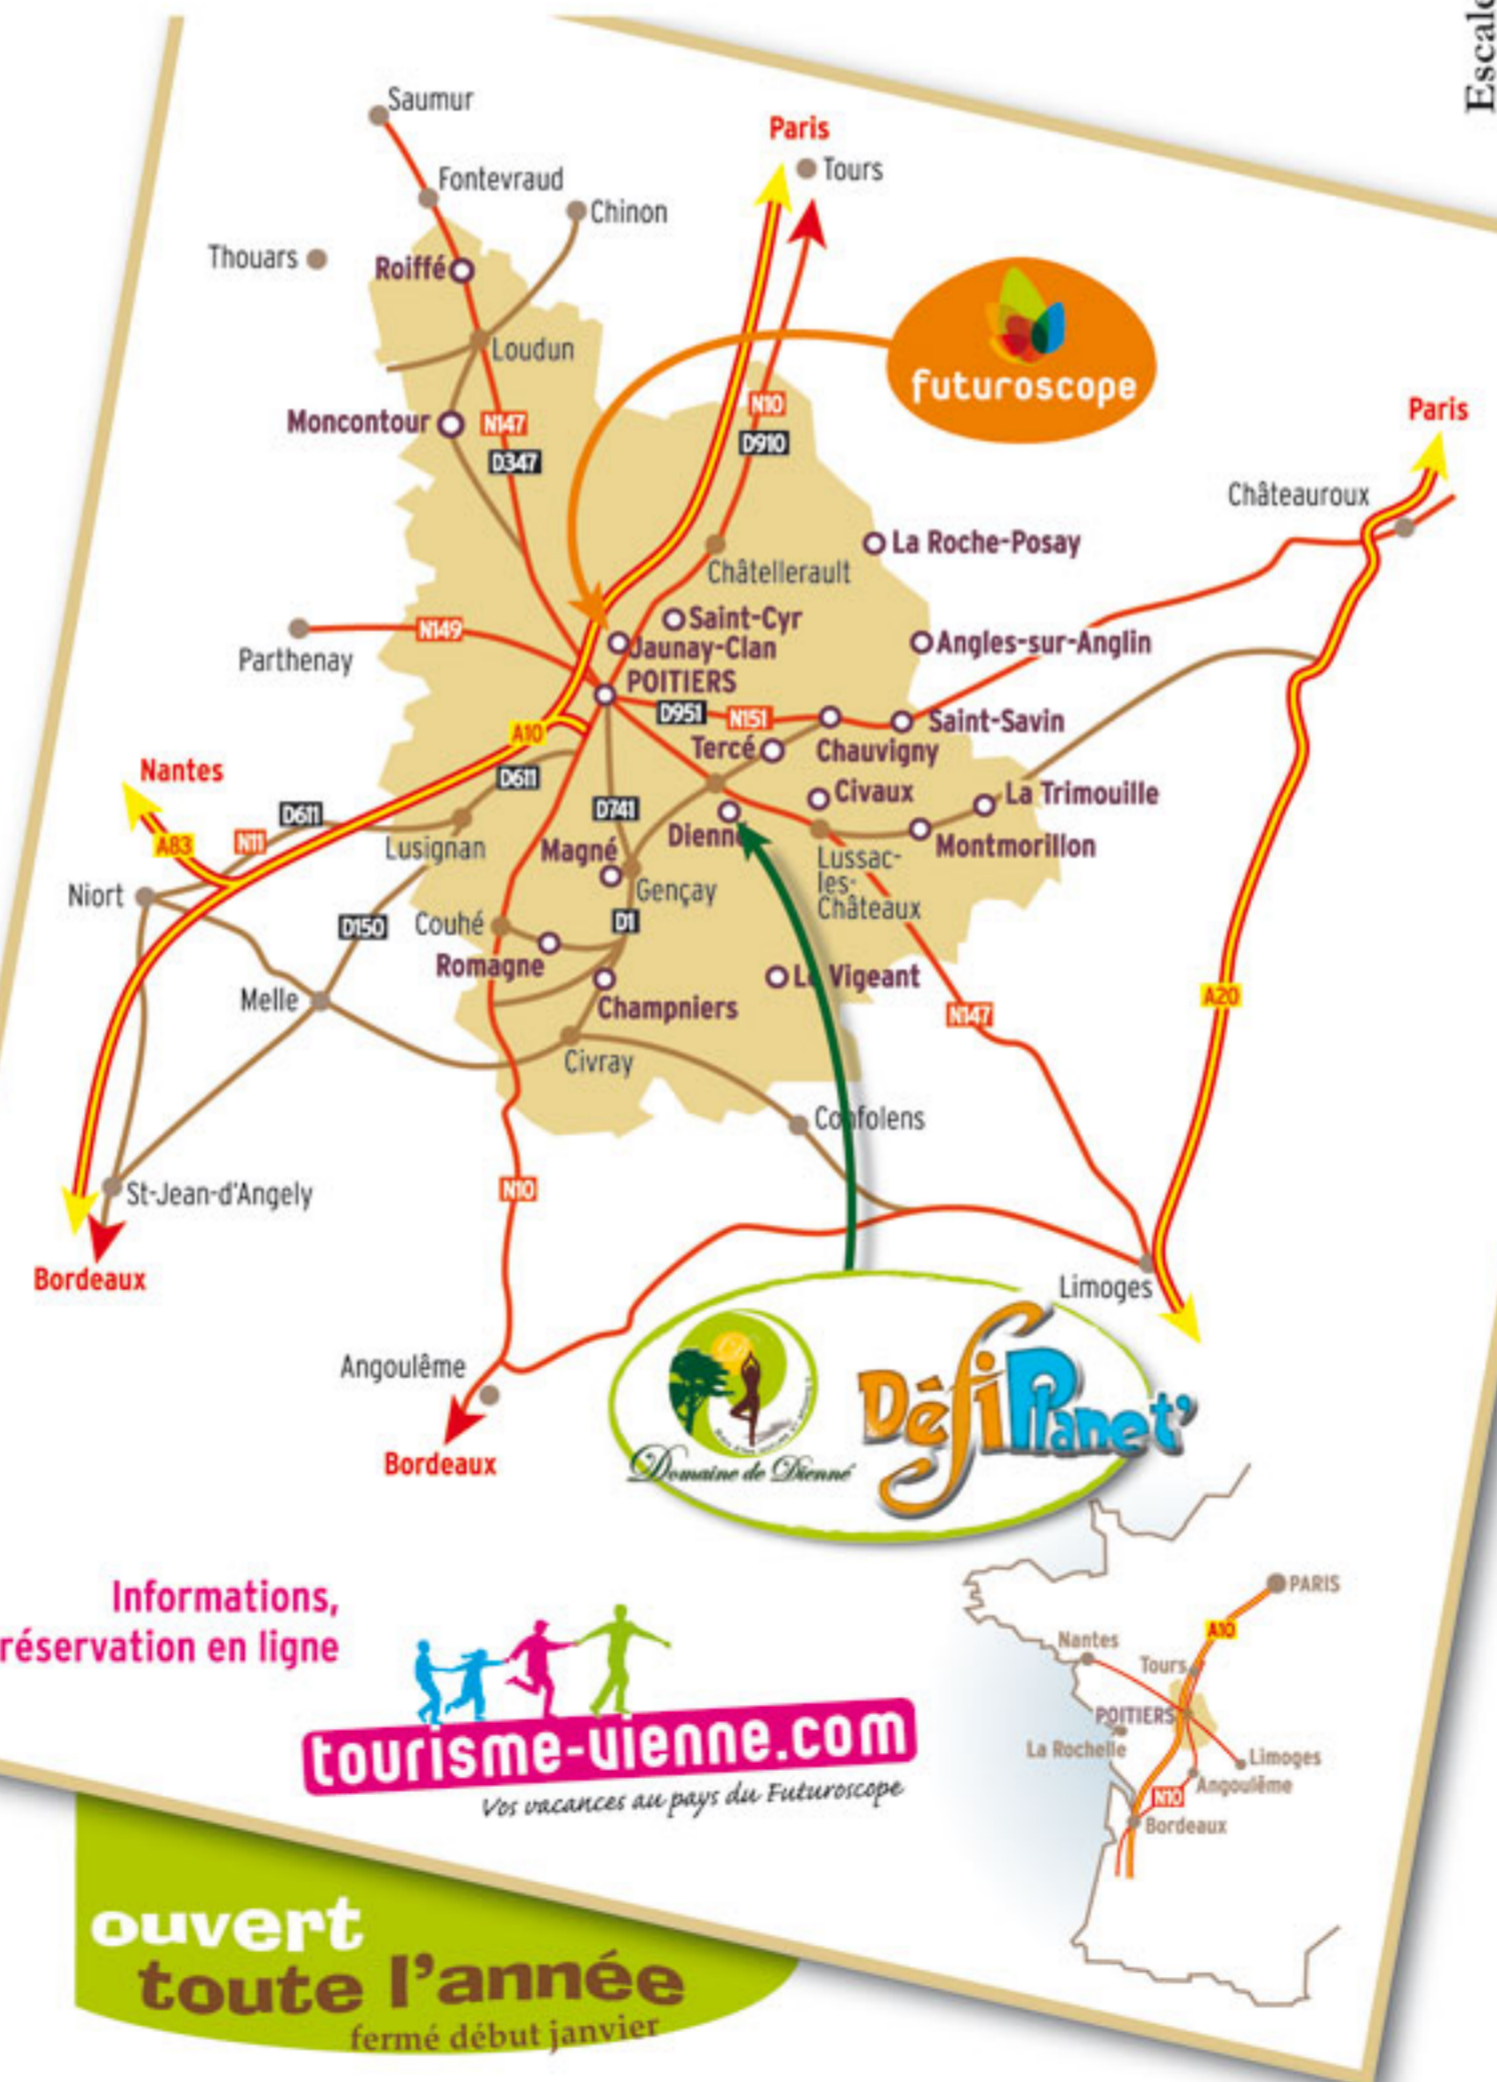 Escale
Saumur
Paris
Tours
Fontevraud
Chinon
Thouars
Roiffé
Loudun
futuroscope
Moncontour
N147
D347
N10
D910
Paris
Châteauroux
La Roche-Posay
Châtellerault
Saint-Cyr
Jaunay-Clan
Angles-sur-Anglin
N149
Parthenay
POITIERS
D951
N151
Saint-Savin
A10
Tercé
Chauvigny
Nantes
D611
Civaux
La Trimouille
D611
D741
A83
N11
Lusignan
Magné
Dienné
Montmorillon
Lussac-
les-
Châteaux
Niort
Gençay
D150
Couhé
D1
Romagne
Le Vigeant
Melle
Champniers
N147
A20
Civray
Confolens
St-Jean-d'Angely
N10
Bordeaux
Limoges
Angoulême
Bordeaux
Domaine de Dienné
DéfiPlanet'
Informations,
réservation en ligne
tourisme-vienne.com
Vos vacances au pays du Futuroscope
PARIS
A10
Nantes
Tours
POITIERS
La Rochelle
Limoges
Angoulême
N10
Bordeaux
ouvert
toute l'année
fermé début janvier